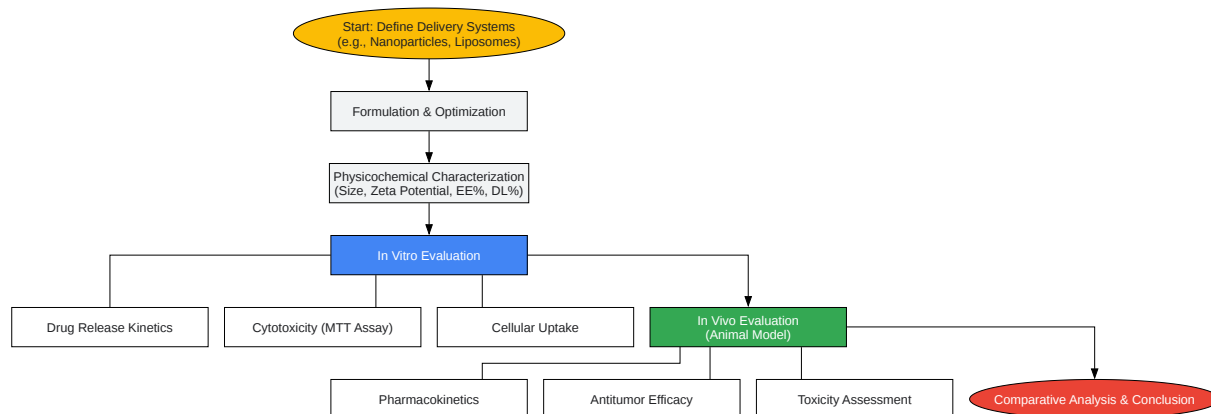 Start: Define Delivery Systems
(e.g., Nanoparticles, Liposomes)
Formulation & Optimization
Physicochemical Characterization
(Size, Zeta Potential, EE%, DL%)
In Vitro Evaluation
Drug Release Kinetics
Cytotoxicity (MTT Assay)
Cellular Uptake
In Vivo Evaluation
(Animal Model)
Pharmacokinetics
Antitumor Efficacy
Toxicity Assessment
Comparative Analysis & Conclusion